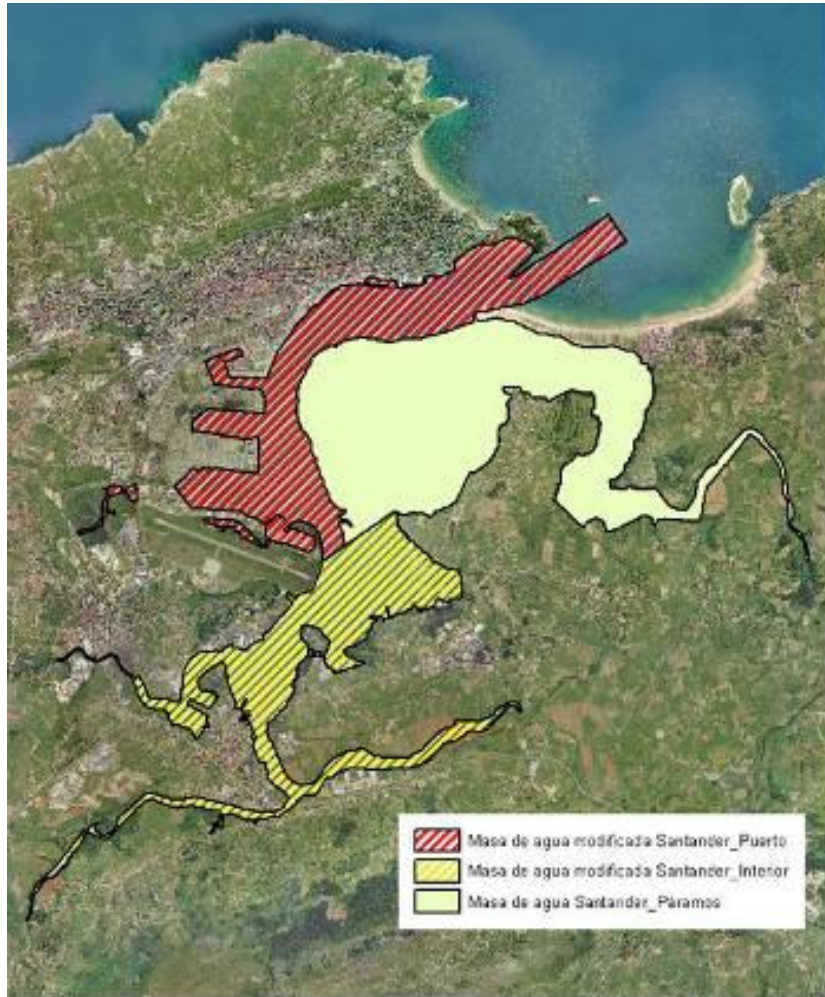 Masa de agua modificada Santander_Puerto
Masa de agua modificada Santander_Interior
Masa de agua Santander_Páramos